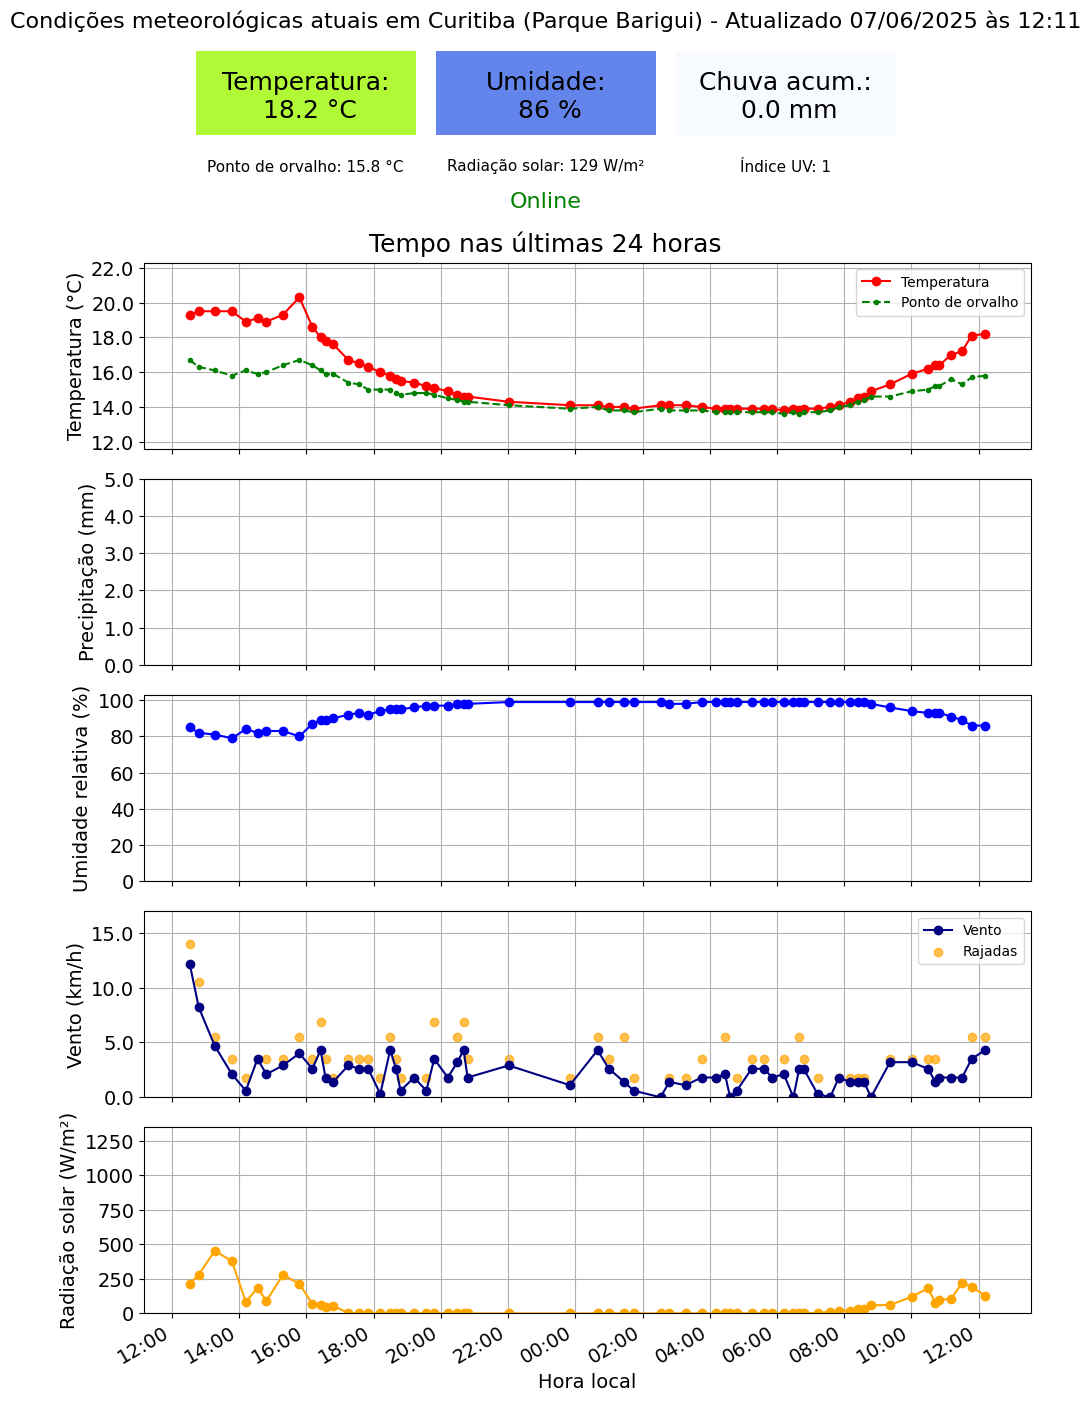 Condições meteorológicas atuais em Curitiba (Parque Barigui) - Atualizado 07/06/2025 às 12:11
Temperatura:
18.2 °C
Umidade:
86 %
Chuva acum.:
0.0 mm
Ponto de orvalho: 15.8 °C
Radiação solar: 129 W/m²
Índice UV: 1
Online
Tempo nas últimas 24 horas
Temperatura (°C)
22.0
20.0
18.0
16.0
14.0
12.0
Temperatura
Ponto de orvalho
Precipitação (mm)
5.0
4.0
3.0
2.0
1.0
0.0
Umidade relativa (%)
100
80
60
40
20
0
Vento (km/h)
15.0
10.0
5.0
0.0
Vento
Rajadas
Radiação solar (W/m²)
1250
1000
750
500
250
0
12:00 14:00 16:00 18:00 20:00 22:00 00:00 02:00 04:00 06:00 08:00 10:00 12:00
Hora local